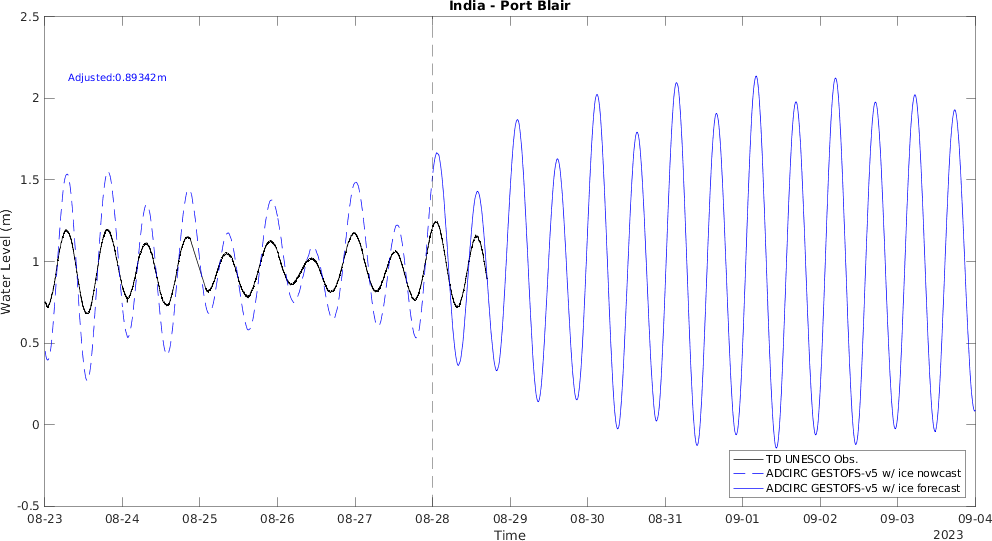 India - Port Blair
Adjusted:0.89342m
Water Level (m)
2.5
2
1.5
1
0.5
0
-0.5
TD UNESCO Obs.
ADCIRC GESTOFS-v5 w/ ice nowcast
ADCIRC GESTOFS-v5 w/ ice forecast
08-23 08-24 08-25 08-26 08-27 08-28 08-29 08-30 08-31 09-01 09-02 09-03 09-04
Time
2023